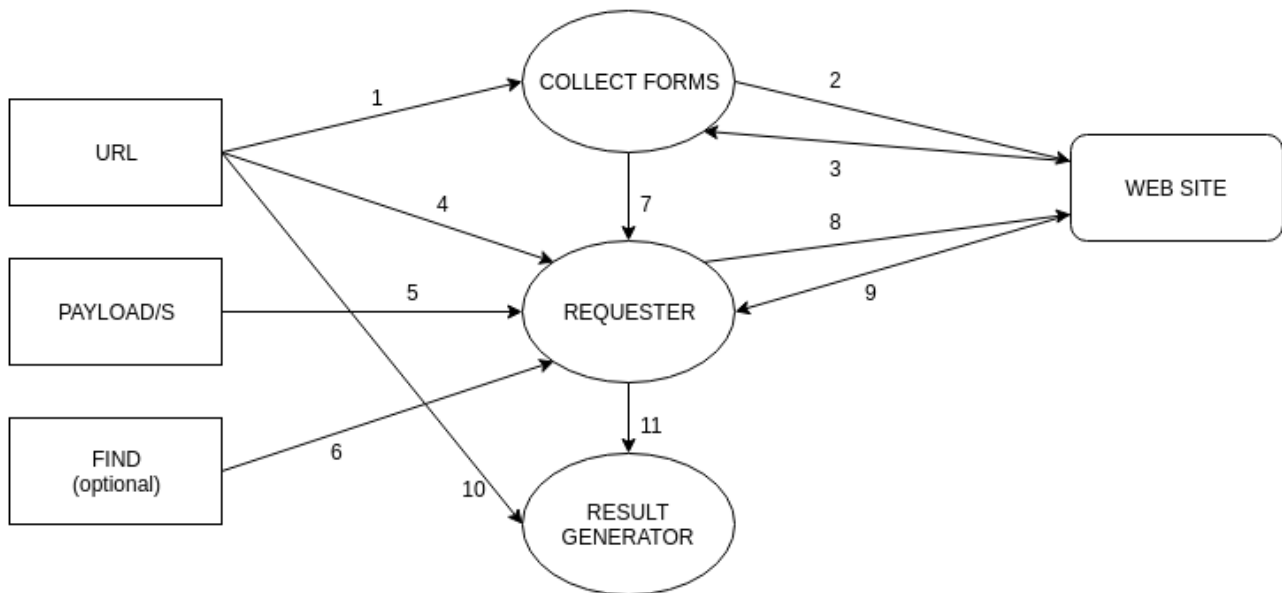 COLLECT FORMS
1
2
URL
3
WEB SITE
4
7
8
PAYLOAD/S
5
REQUESTER
9
FIND
(optional)
6
11
10
RESULT
GENERATOR